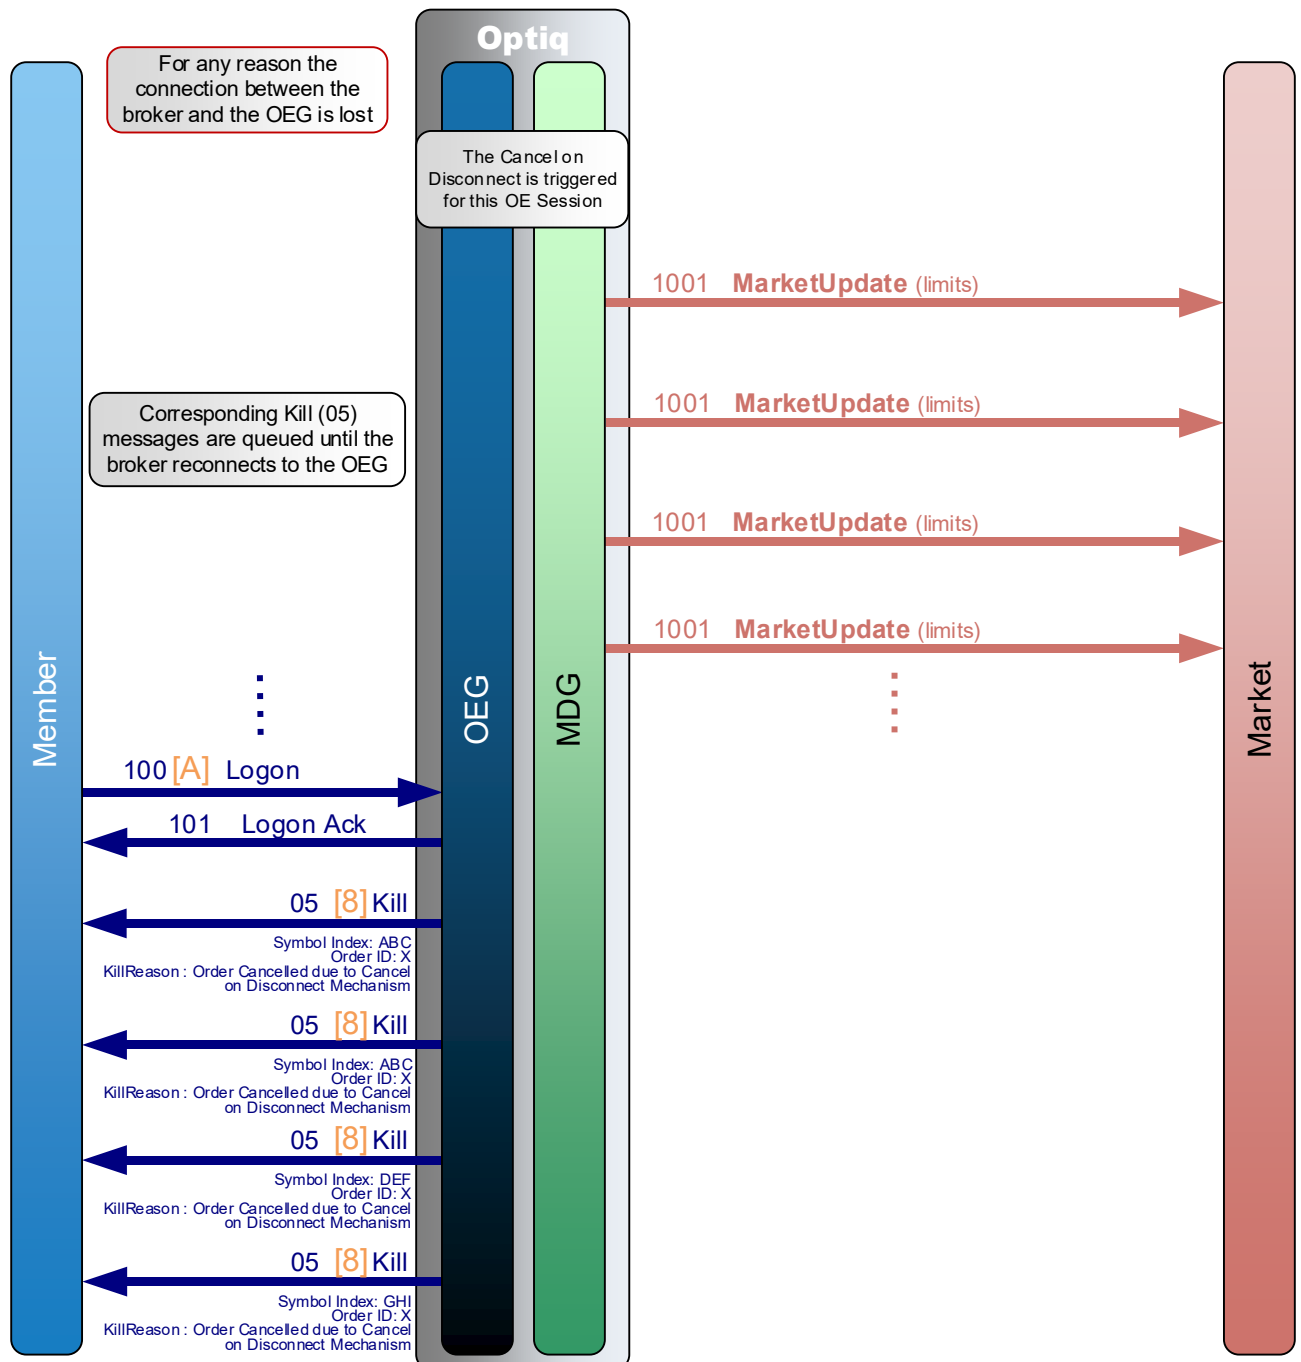 Optiq
For any reason the
connection between the
broker and the OEG is lost
The Cancel on
Disconnect is triggered
for this OE Session
1001 MarketUpdate (limits)
1001 MarketUpdate (limits)
Corresponding Kill (05)
messages are queued until the
broker reconnects to the OEG
1001 MarketUpdate (limits)
1001 MarketUpdate (limits)
Member
OEG
MDG
Market
100 [A] Logon
101 Logon Ack
05 [8] Kill
Symbol Index: ABC
Order ID: X
KillReason : Order Cancelled due to Cancel
on Disconnect Mechanism
05 [8] Kill
Symbol Index: ABC
Order ID: X
KillReason : Order Cancelled due to Cancel
on Disconnect Mechanism
05 [8] Kill
Symbol Index: DEF
Order ID: X
KillReason : Order Cancelled due to Cancel
on Disconnect Mechanism
05 [8] Kill
Symbol Index: GHI
Order ID: X
KillReason : Order Cancelled due to Cancel
on Disconnect Mechanism